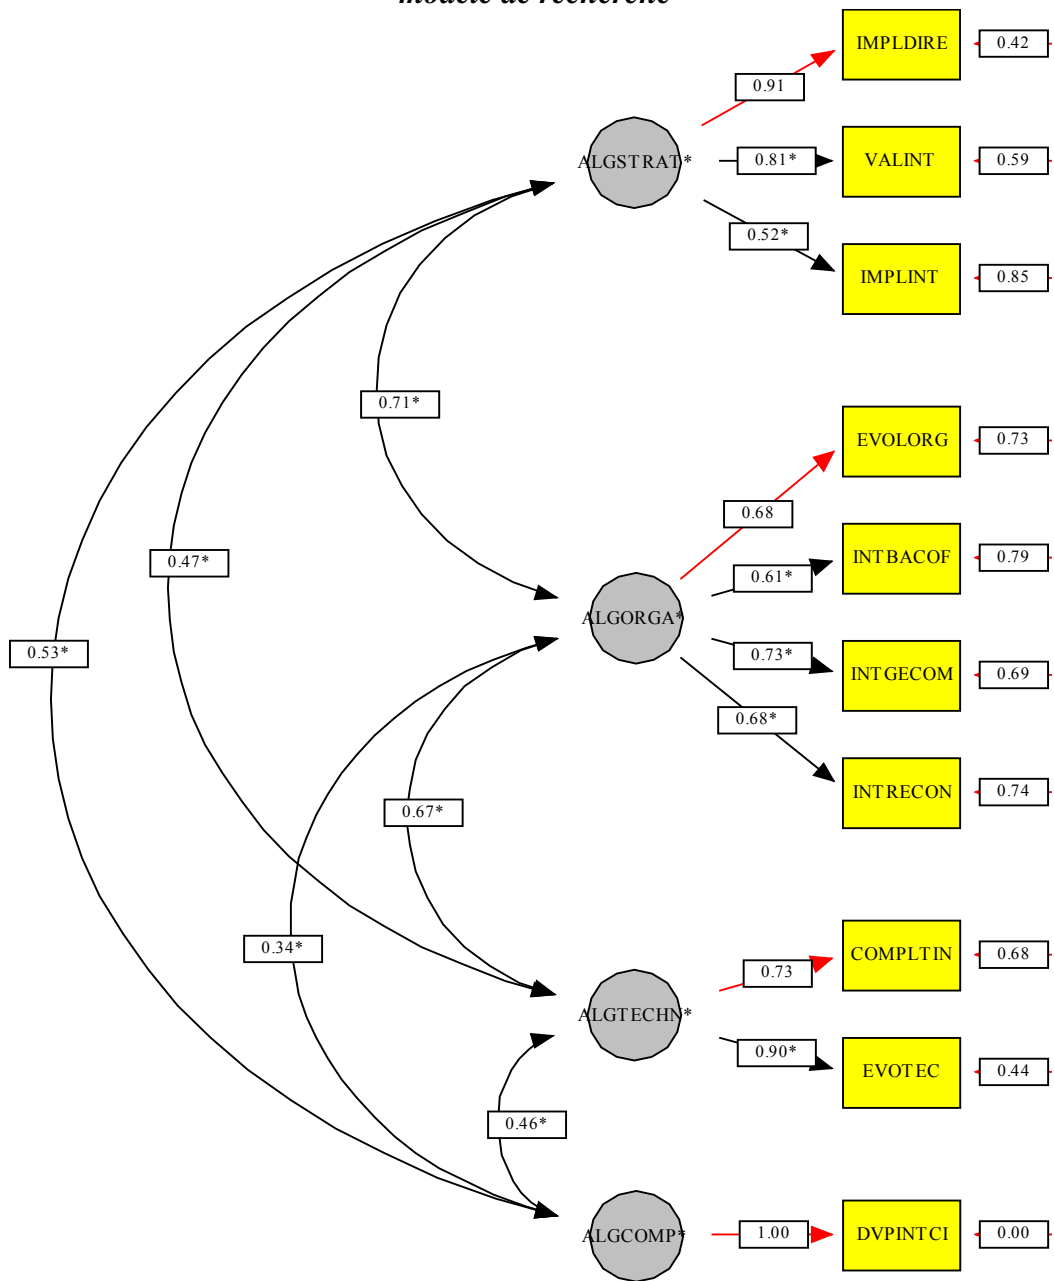 modèle de recherche
IMPLDIRE
0.42
0.91
ALGSTRAT*
0.81*
VALINT
0.59
0.52*
IMPLINT
0.85
0.71*
EVOLORG
0.73
0.68
0.47*
INTBACOF
0.79
0.61*
ALGORGA*
0.53*
0.73*
INTGECOM
0.69
0.68*
INTRECON
0.74
0.67*
0.34*
COMPLTIN
0.68
0.73
ALGTECHN*
0.90*
EVOTEC
0.44
0.46*
ALGCOMP*
1.00
DVPINTCI
0.00